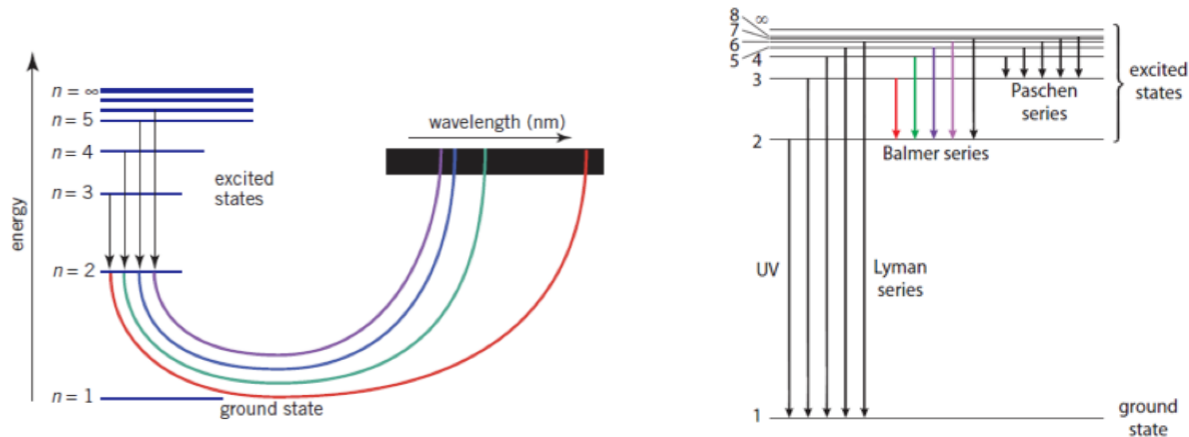 n = ∞
n = 5
n = 4
n = 3
n = 2
n = 1
energy
excited
states
ground state
wavelength (nm)
8
∞
7
6
5
4
3
2
1
UV
Lyman
series
Balmer series
Paschen
series
excited
states
ground
state